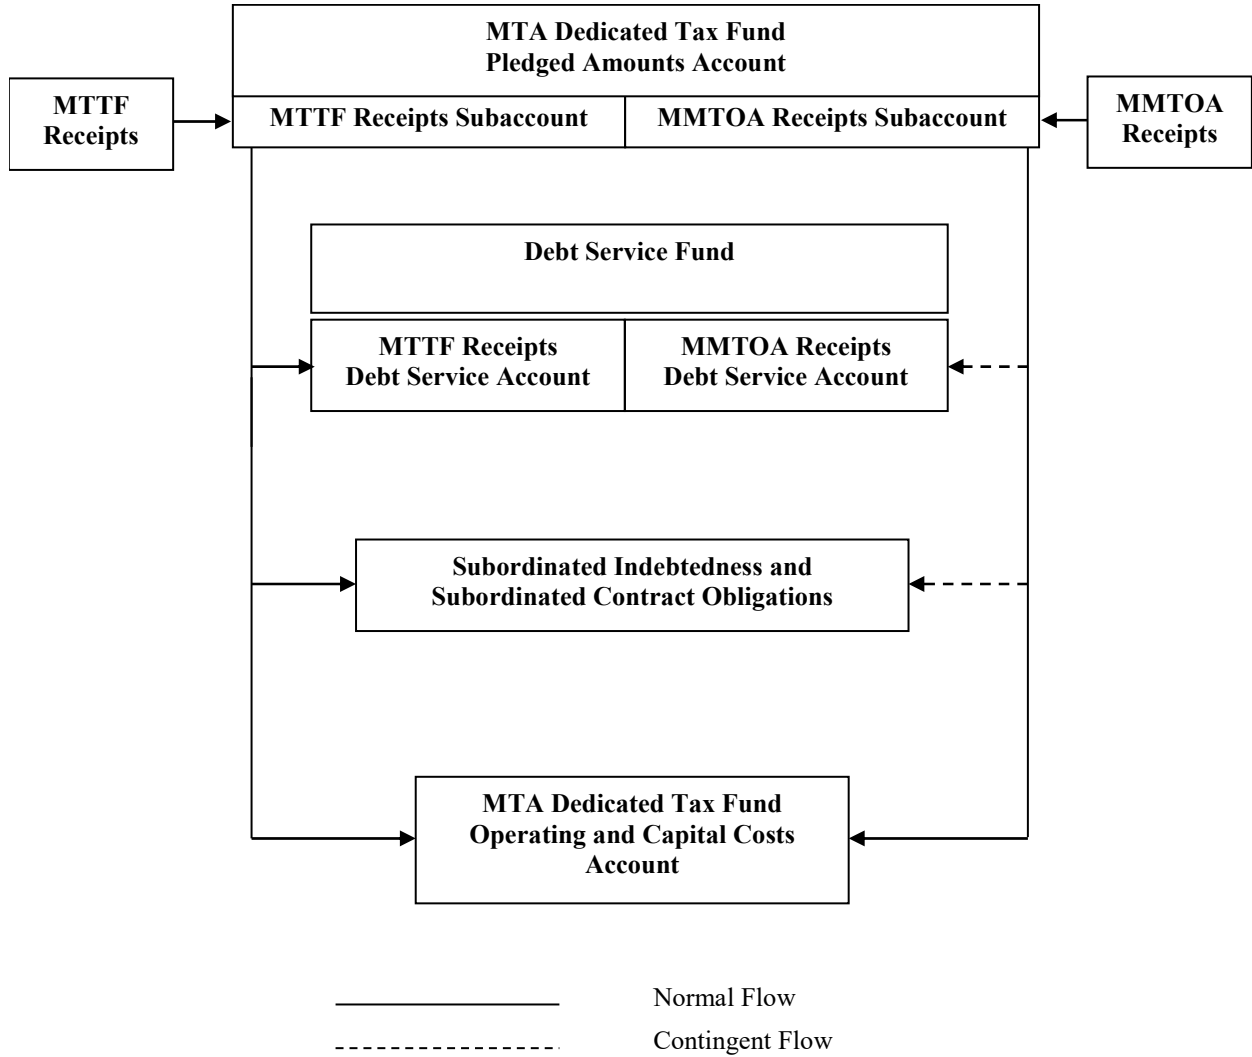 MTA Dedicated Tax Fund
Pledged Amounts Account
MTTF
Receipts
MTTF Receipts Subaccount
MMTOA Receipts Subaccount
MMTOA
Receipts
Debt Service Fund
MTTF Receipts
Debt Service Account
MMTOA Receipts
Debt Service Account
Subordinated Indebtedness and
Subordinated Contract Obligations
MTA Dedicated Tax Fund
Operating and Capital Costs
Account
Normal Flow
Contingent Flow